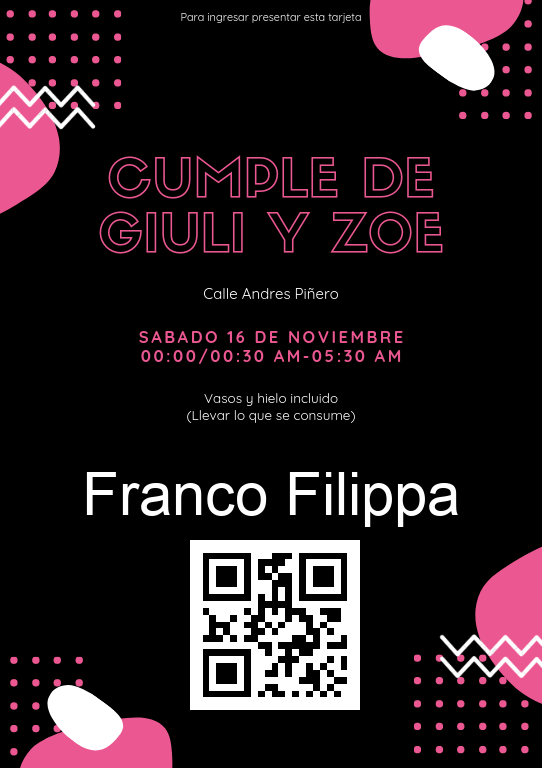 Para ingresar presentar esta tarjeta
CUMPLE DE
GIULI Y ZOE
Calle Andres Piñero
SABADO 16 DE NOVIEMBRE
00:00/00:30 AM-05:30 AM
Vasos y hielo incluido
(Llevar lo que se consume)
Franco Filippa